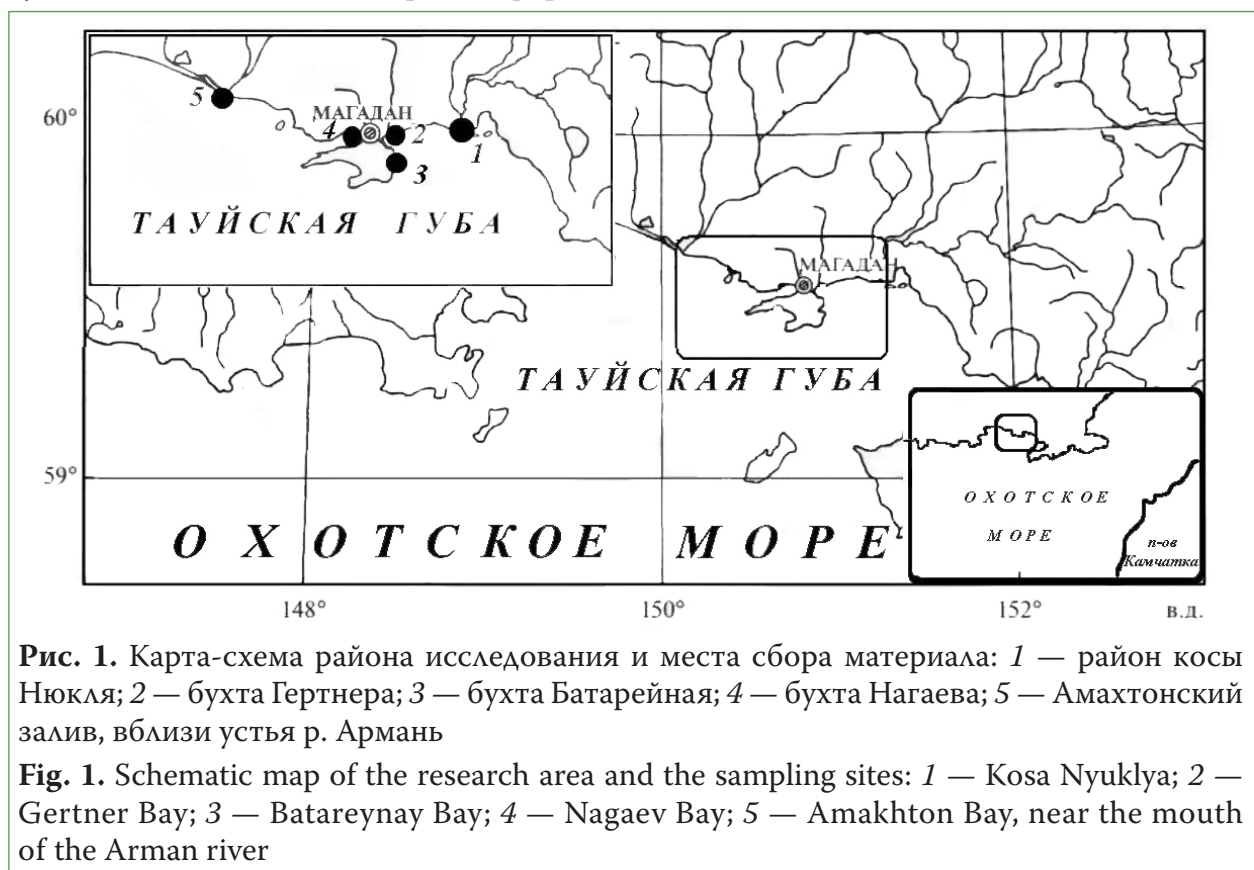 60°
5
МАГАДАН
4
2
1
3
ТАУЙСКАЯ ГУБА
МАГАДАН
ТАУЙСКАЯ ГУБА
59°
ОХОТСКОЕ
МОРЕ
п-ов
Камчатка
ОХОТСКОЕ МОРЕ
148°
150°
152°
в.д.
Рис. 1. Карта-схема района исследования и места сбора материала: 1 — район косы
Нюкля; 2 — бухта Гертнера; 3 — бухта Батарейная; 4 — бухта Нагаева; 5 — Амахтонский
залив, вблизи устья р. Армань
Fig. 1. Schematic map of the research area and the sampling sites: 1 — Kosa Nyuklya; 2 —
Gertner Bay; 3 — Batareynay Bay; 4 — Nagaev Bay; 5 — Amakhton Bay, near the mouth
of the Arman river